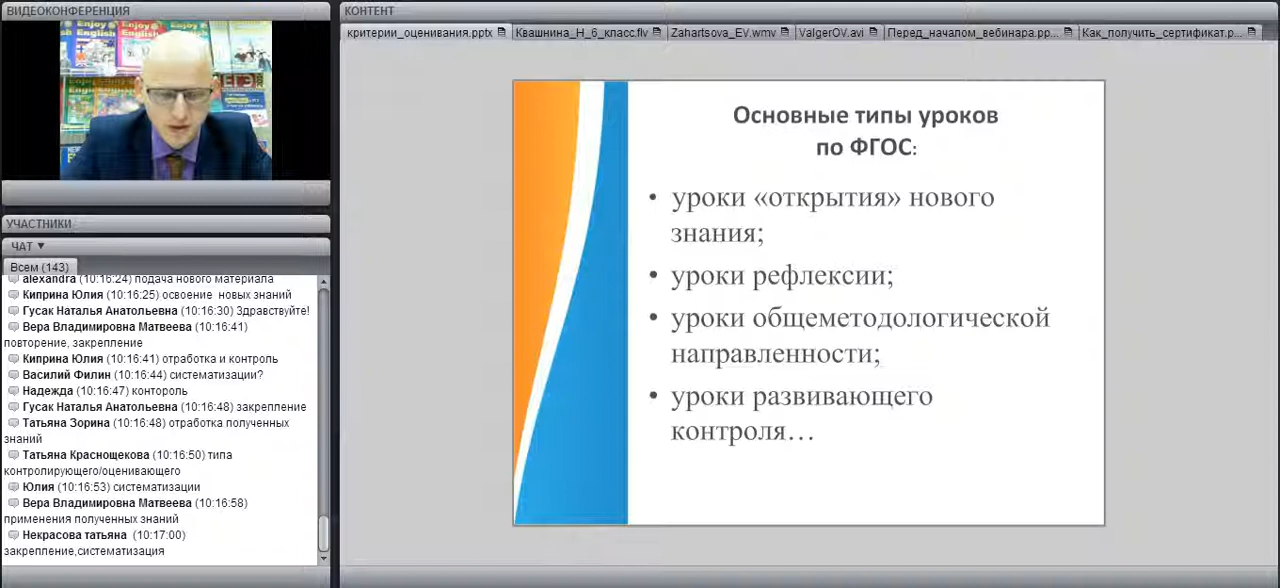 ВИДЕОКОНФЕРЕНЦИЯ
Enjoy English
ЕГЭ
УЧАСТНИКИ
ЧАТ ▼
Всем (143)
alexandra (10:16:24) подача нового материала
Киприна Юлия (10:16:25) освоение новых знаний
Гусак Наталья Анатольевна (10:16:30) Здравствуйте!
Вера Владимировна Матвеева (10:16:41)
повторение, закрепление
Киприна Юлия (10:16:41) отработка и контроль
Василий Филин (10:16:44) систематизации?
Надежда (10:16:47) контороль
Гусак Наталья Анатольевна (10:16:48) закрепление
Татьяна Зорина (10:16:48) отработка полученных
знаний
Татьяна Краснощекова (10:16:50) типа
контролирующего/оценивающего
Юлия (10:16:53) систематизации
Вера Владимировна Матвеева (10:16:58)
применения полученных знаний
Некрасова татьяна (10:17:00)
закрепление,систематизация
КОНТЕНТ
критерии_оценивания.pptx Квашнина_Н_6_класс.flv Zahartsova_EV.wmv ValgerOV.avi Перед_началом_вебинара.рр... Как_получить_сертификат.р...
Основные типы уроков
по ФГОС:
• уроки «открытия» нового
знания;
• уроки рефлексии;
• уроки общеметодологической
направленности;
• уроки развивающего
контроля…